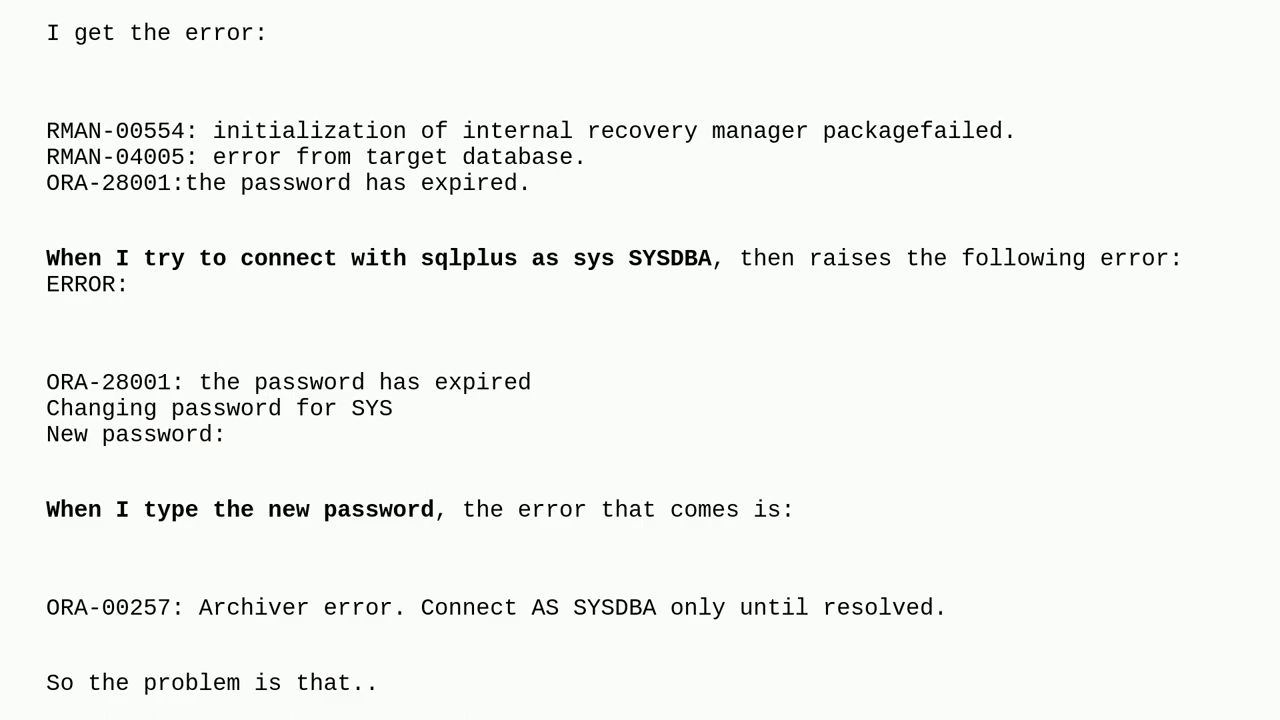 I get the error:
RMAN-00554: initialization of internal recovery manager packagefailed.
RMAN-04005: error from target database.
ORA-28001:the password has expired.
When I try to connect with sqlplus as sys SYSDBA, then raises the following error:
ERROR:
ORA-28001: the password has expired
Changing password for SYS
New password:
When I type the new password, the error that comes is:
ORA-00257: Archiver error. Connect AS SYSDBA only until resolved.
So the problem is that..